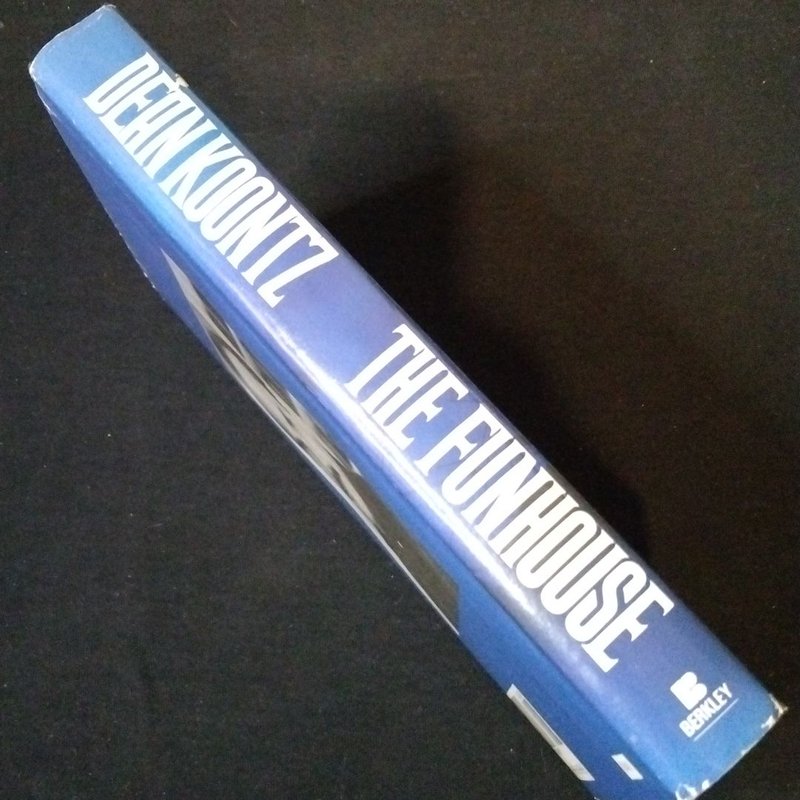 DEAN KOONTZ
THE FUNHOUSE
B
BERKLEY